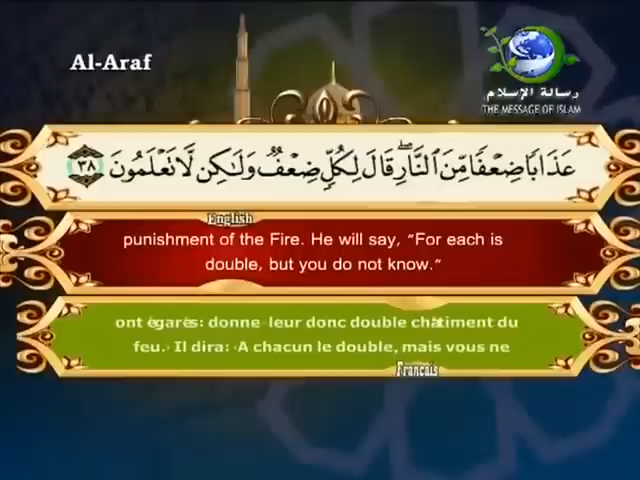 Al-Araf
رسالة الإسلام
THE MESSAGE OF ISLAM
عَذَابًا ضِعْفًا مِّنَ ٱلنَّارِ ۖ قَالَ لِكُلٍّ ضِعْفٌ وَلَـٰكِن لَّا تَعْلَمُونَ ٣٨
English
punishment of the Fire. He will say, “For each is
double, but you do not know.”
ont égarés: donne- leur donc double châtiment du
feu.· Il dira: ·A chacun le double, mais vous ne
Francais